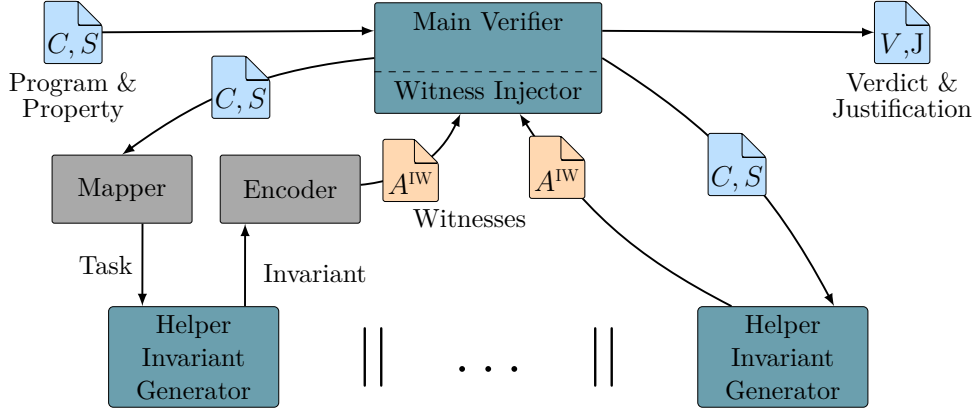 C, S
Program &
Property
Main Verifier
Witness Injector
V,J
Verdict &
Justification
C, S
Mapper
Encoder
A^IW
Witnesses
A^IW
C, S
Task
Invariant
Helper
Invariant
Generator
|| · · · ||
Helper
Invariant
Generator